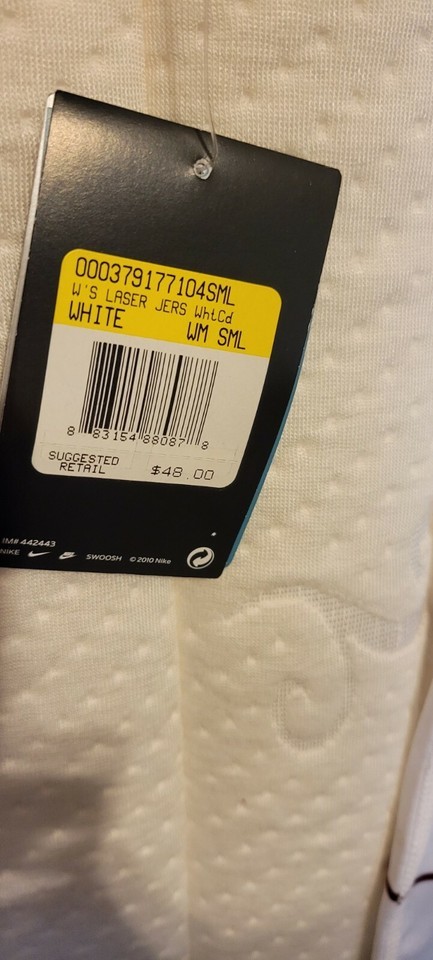 000379177104SML
W'S LASER JERS WhtCd
WHITE WM SML
8 83154 88087 8
SUGGESTED
RETAIL $48.00
IM# 442443
NIKE SWOOSH © 2010 Nike